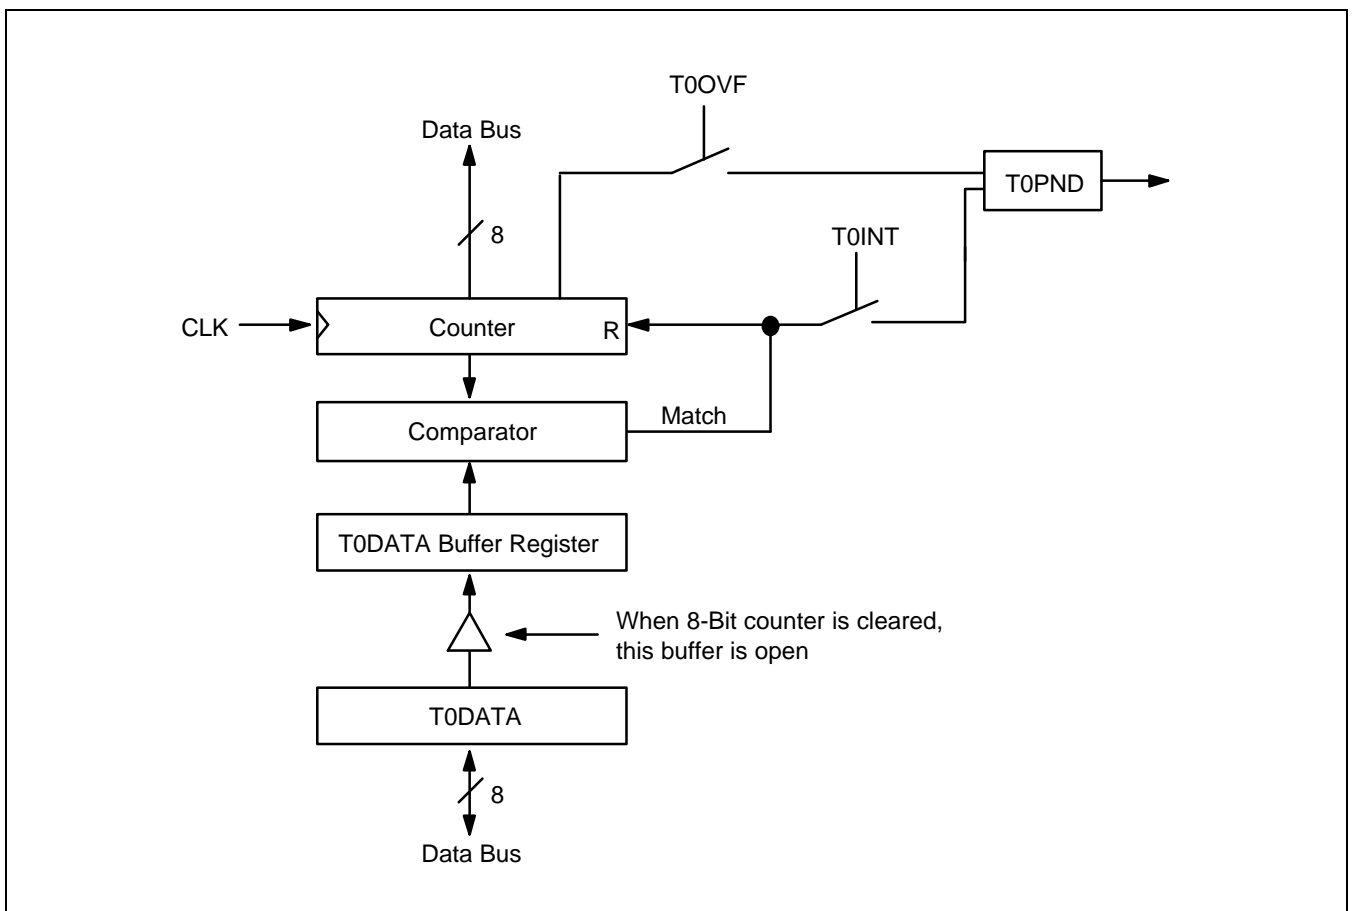 T0OVF
Data Bus
T0PND
8
T0INT
CLK
Counter
R
Match
Comparator
T0DATA Buffer Register
When 8-Bit counter is cleared,
this buffer is open
T0DATA
8
Data Bus